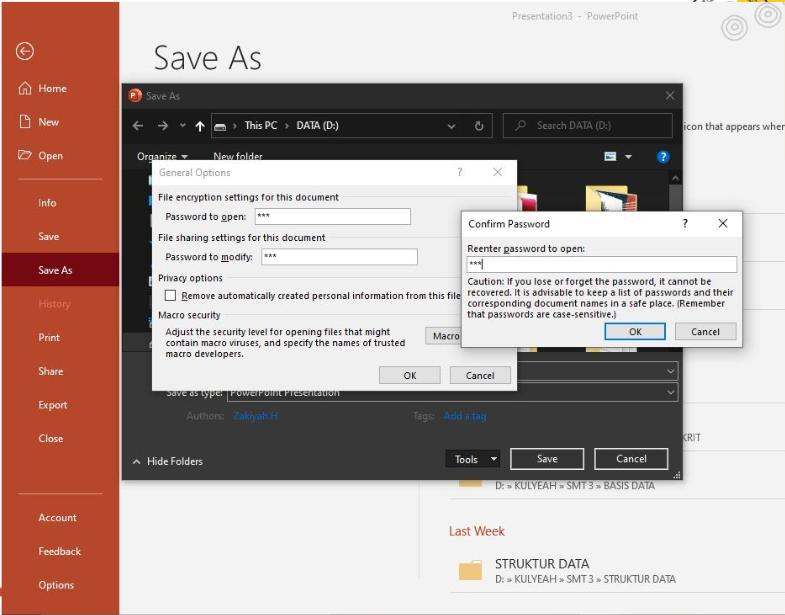 Presentation3 - PowerPoint
Save As
Home
New
Open
Info
Save
Save As
History
Print
Share
Export
Close
Account
Feedback
Options
icon that appears when
Save As
This PC > DATA (D:)
Search DATA (D:)
Organize
New folder
General Options
File encryption settings for this document
Password to open: ***
File sharing settings for this document
Password to modify: ***
Privacy options
Remove automatically created personal information from this file
Macro security
Adjust the security level for opening files that might
contain macro viruses, and specify the names of trusted
macro developers.
Macro
OK
Cancel
Confirm Password
Reenter password to open:
***
Caution: If you lose or forget the password, it cannot be
recovered. It is advisable to keep a list of passwords and their
corresponding document names in a safe place. (Remember
that passwords are case-sensitive.)
OK
Cancel
Save as type: PowerPoint Presentation
Authors: Zakiyah H
Tags: Add a tag
Hide Folders
Tools
Save
Cancel
KRIT
D: » KULYEAH » SMT 3 » BASIS DATA
Last Week
STRUKTUR DATA
D: » KULYEAH » SMT 3 » STRUKTUR DATA